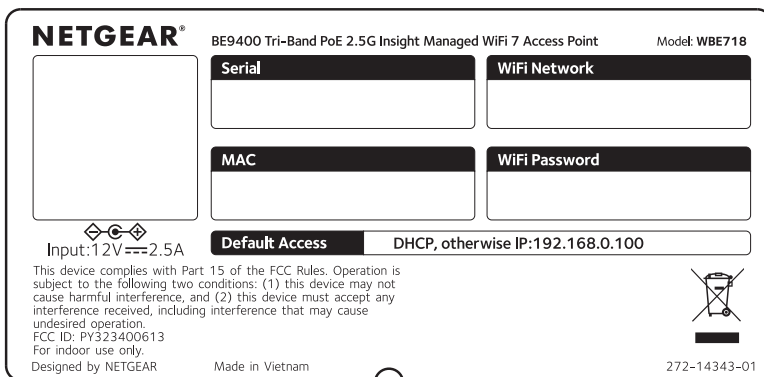 NETGEAR®
BE9400 Tri-Band PoE 2.5G Insight Managed WiFi 7 Access Point
Model: WBE718
Serial
WiFi Network
MAC
WiFi Password
Input:12V⎓2.5A
Default Access
DHCP, otherwise IP:192.168.0.100
This device complies with Part 15 of the FCC Rules. Operation is
subject to the following two conditions: (1) this device may not
cause harmful interference, and (2) this device must accept any
interference received, including interference that may cause
undesired operation.
FCC ID: PY323400613
For indoor use only.
Designed by NETGEAR
Made in Vietnam
272-14343-01